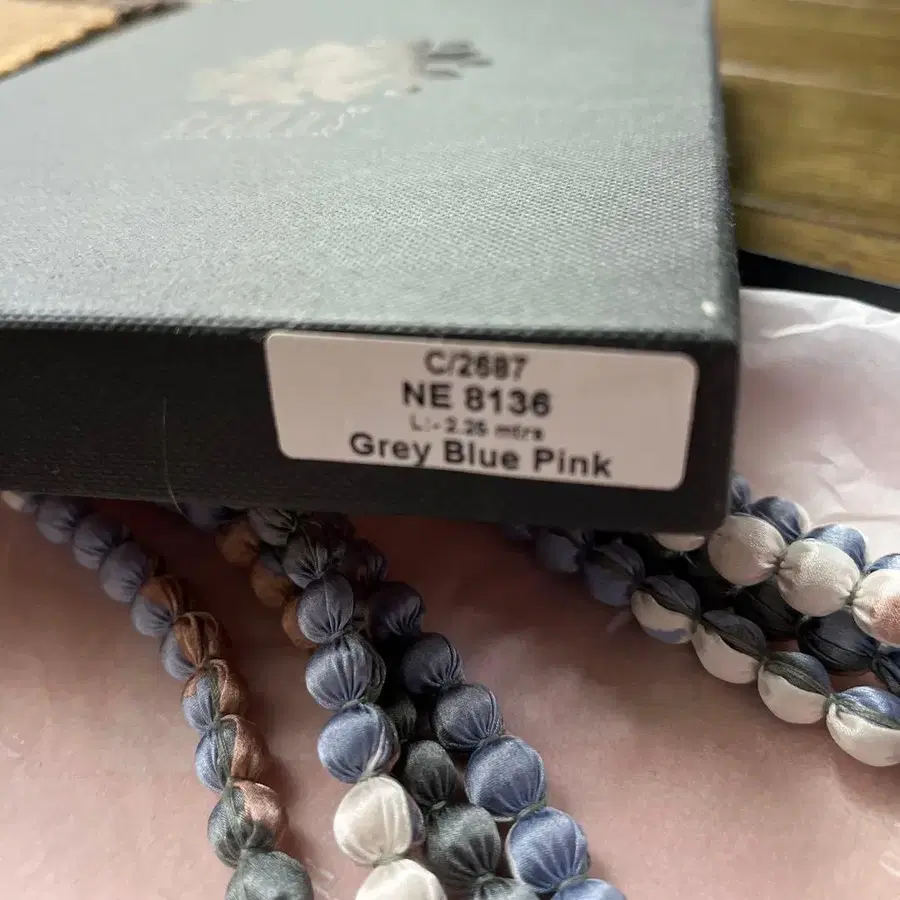 C/2687
NE 8136
L:- 2.25 mtrs
Grey Blue Pink